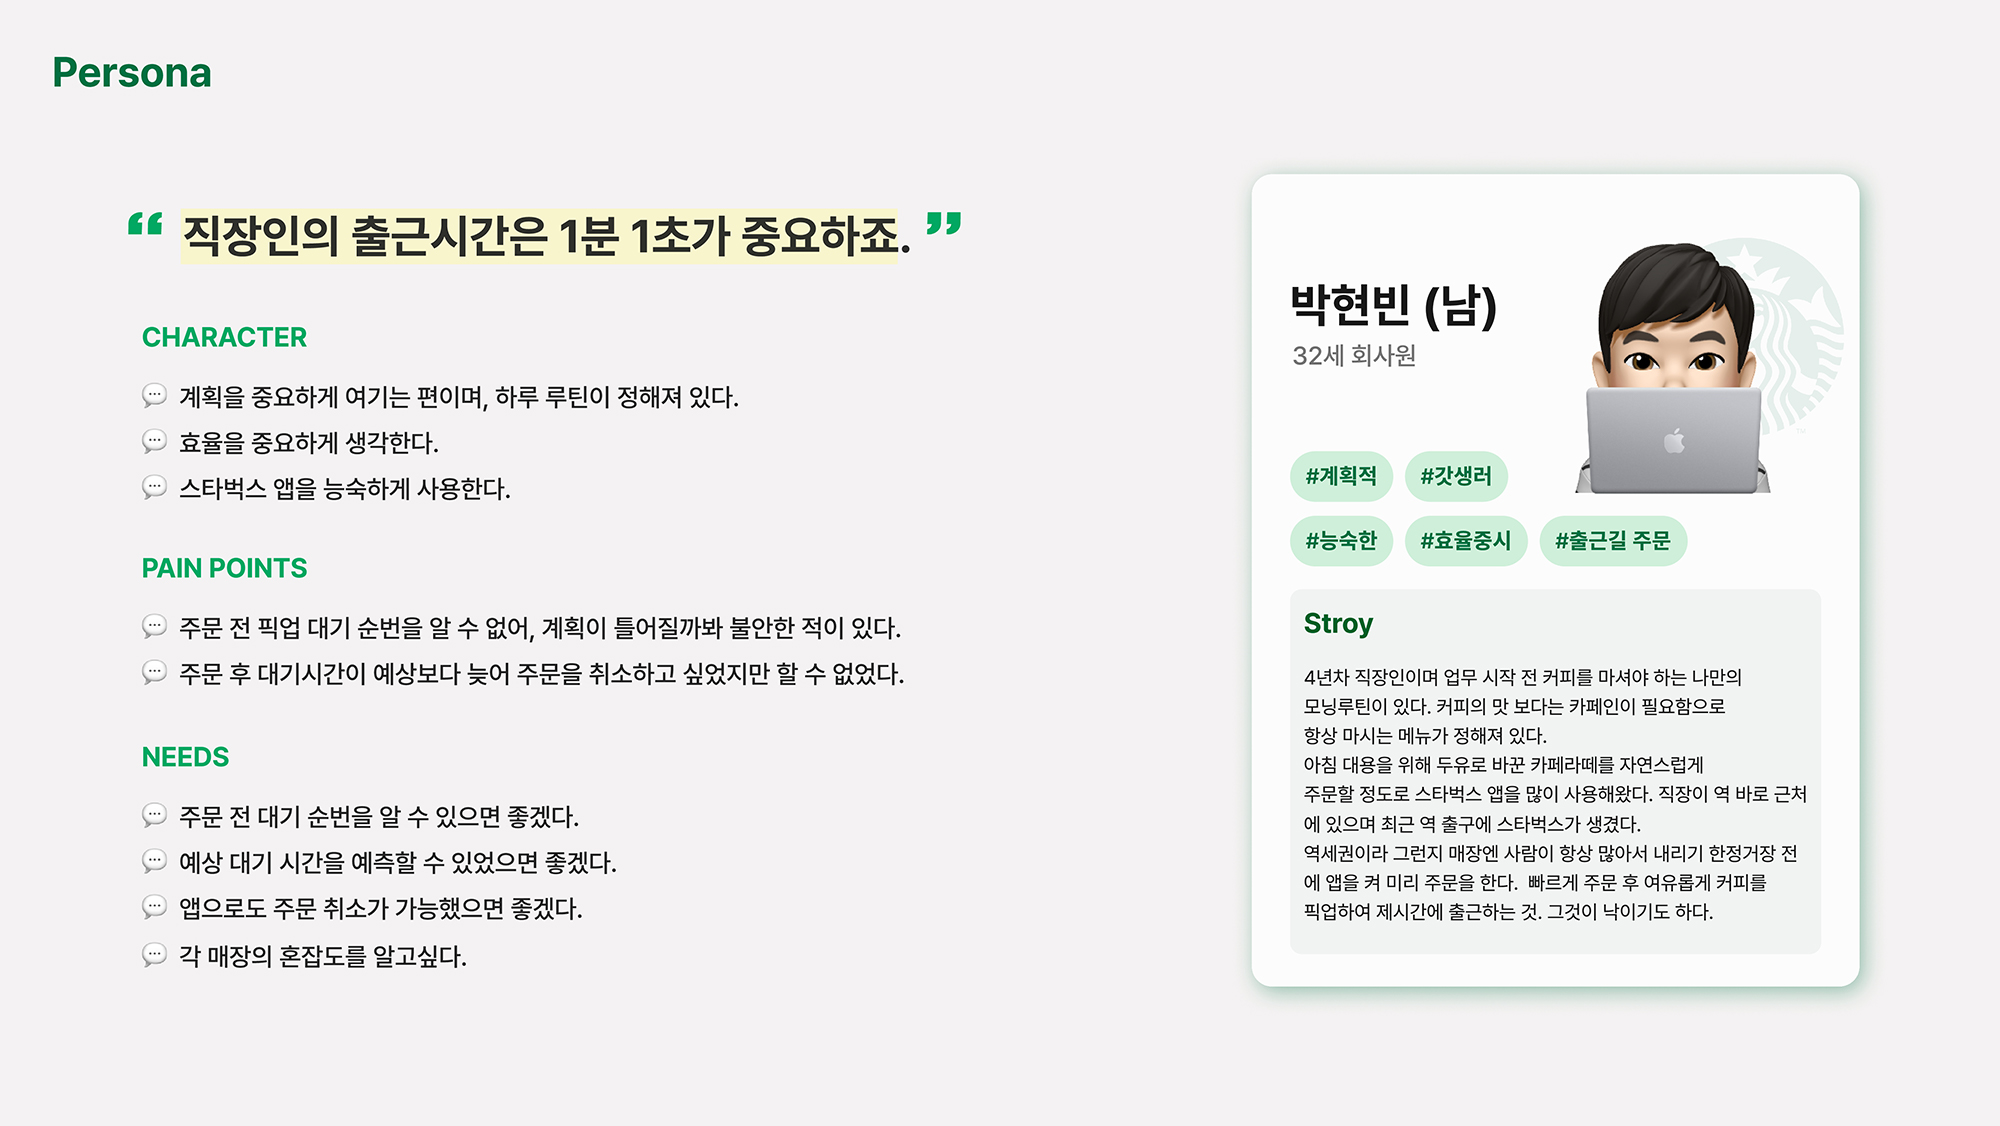 Persona
“ 직장인의 출근시간은 1분 1초가 중요하죠. ”
CHARACTER
계획을 중요하게 여기는 편이며, 하루 루틴이 정해져 있다.
효율을 중요하게 생각한다.
스타벅스 앱을 능숙하게 사용한다.
PAIN POINTS
주문 전 픽업 대기 순번을 알 수 없어, 계획이 틀어질까봐 불안한 적이 있다.
주문 후 대기시간이 예상보다 늦어 주문을 취소하고 싶었지만 할 수 없었다.
NEEDS
주문 전 대기 순번을 알 수 있으면 좋겠다.
예상 대기 시간을 예측할 수 있었으면 좋겠다.
앱으로도 주문 취소가 가능했으면 좋겠다.
각 매장의 혼잡도를 알고싶다.
박현빈 (남)
32세 회사원
#계획적 #갓생러
#능숙한 #효율중시 #출근길 주문
Stroy
4년차 직장인이며 업무 시작 전 커피를 마셔야 하는 나만의
모닝루틴이 있다. 커피의 맛 보다는 카페인이 필요함으로
항상 마시는 메뉴가 정해져 있다.
아침 대용을 위해 두유로 바꾼 카페라떼를 자연스럽게
주문할 정도로 스타벅스 앱을 많이 사용해왔다. 직장이 역 바로 근처
에 있으며 최근 역 출구에 스타벅스가 생겼다.
역세권이라 그런지 매장엔 사람이 항상 많아서 내리기 한정거장 전
에 앱을 켜 미리 주문을 한다.  빠르게 주문 후 여유롭게 커피를
픽업하여 제시간에 출근하는 것. 그것이 낙이기도 하다.